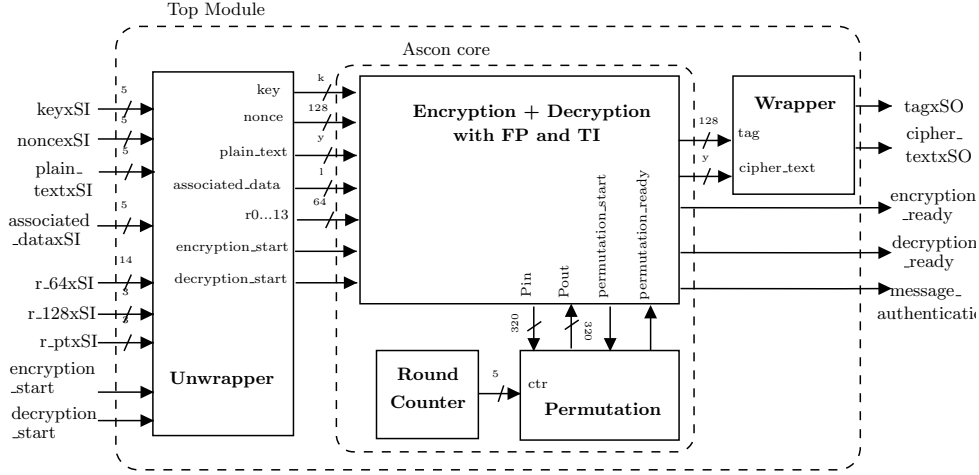 Top Module
Ascon core
5
keyxSI
5
noncexSI
5
plain_
textxSI
5
associated
_dataxSI
14
r_64xSI
3
r_128xSI
3
r_ptxSI
encryption
_start
decryption
_start
Unwrapper
key
nonce
plain_text
associated_data
r0...13
encryption_start
decryption_start
k
128
y
l
64
Encryption + Decryption
with FP and TI
Pin
Pout
permutation_start
permutation_ready
320
320
Round
Counter
5
ctr
Permutation
128
y
Wrapper
tag
cipher_text
tagxSO
cipher_
textxSO
encryption
_ready
decryption
_ready
message_
authenticatio